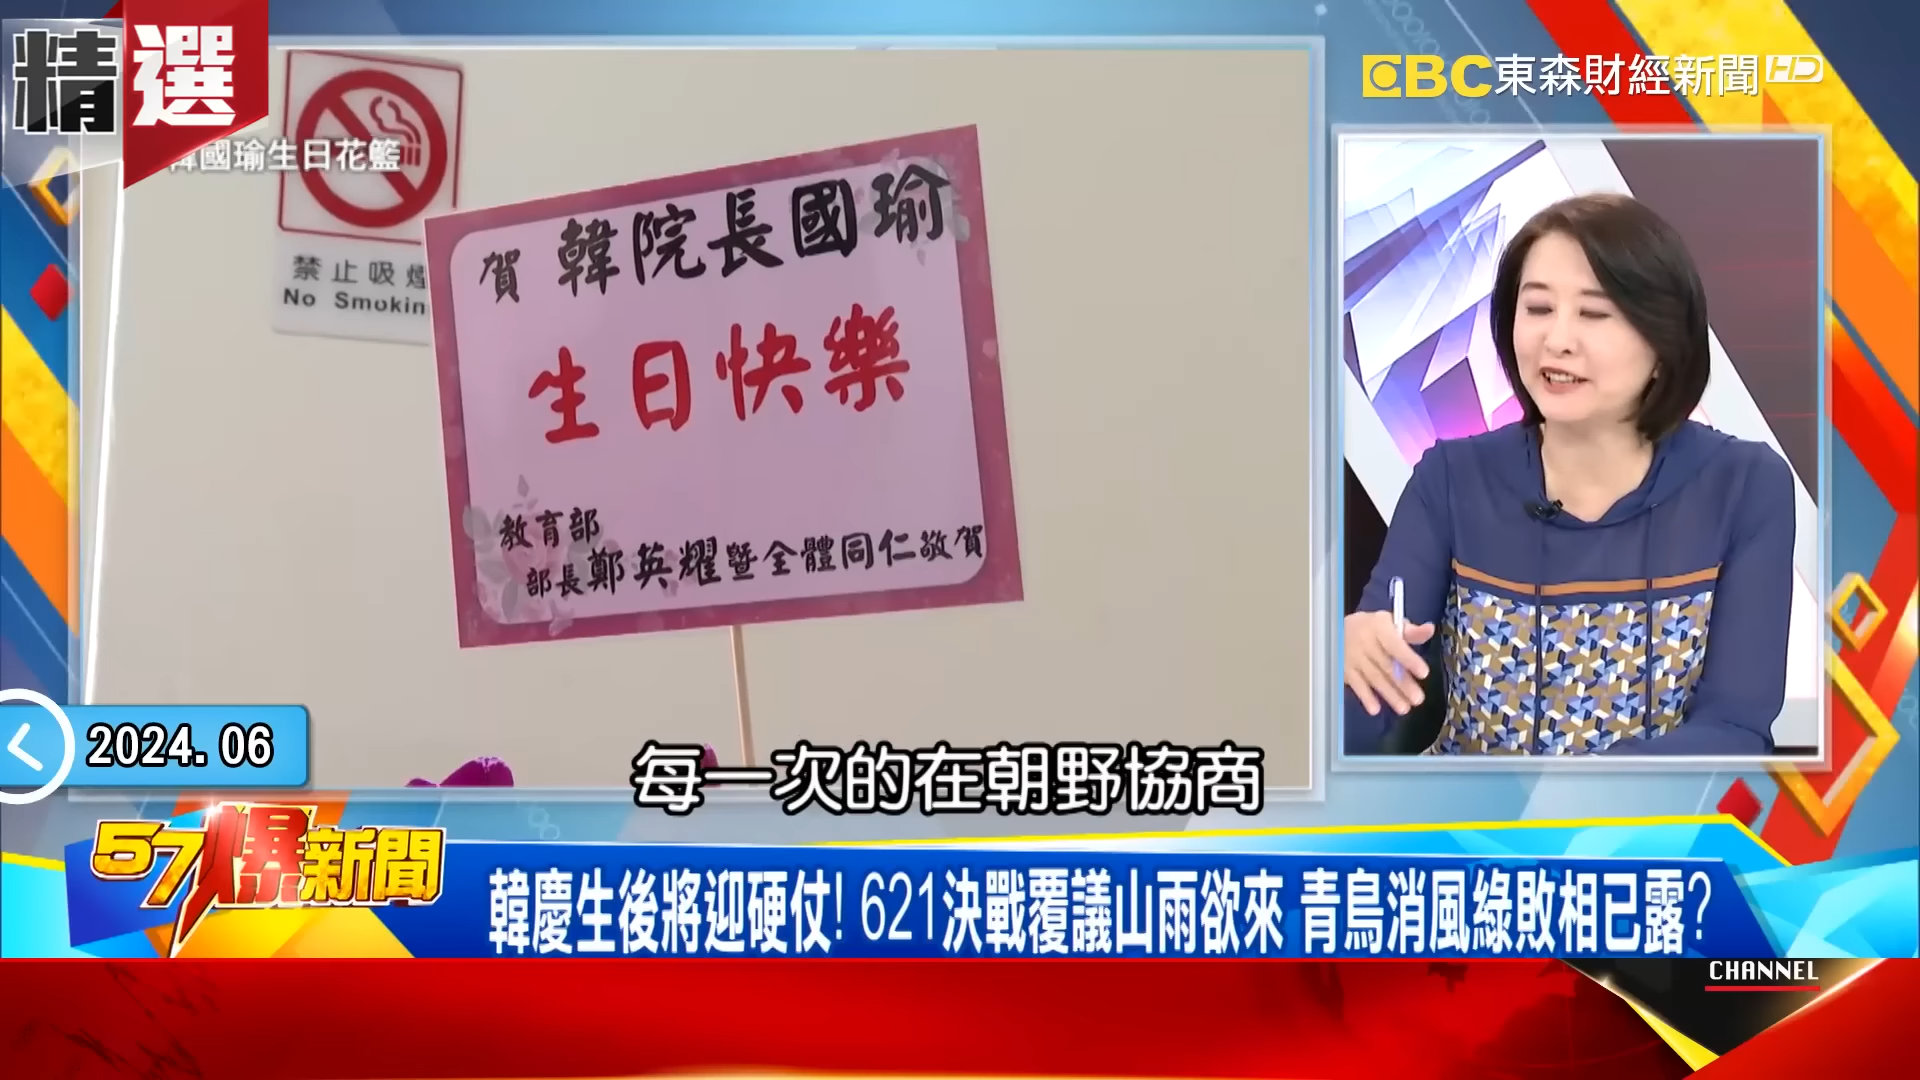 精選
EBC東森財經新聞HD
韓國瑜生日花籃
禁止吸煙
No Smokin
賀 韓院長國瑜
生日快樂
教育部
部長鄭英耀暨全體同仁敬賀
2024.06
每一次的在朝野協商
57爆新聞
韓慶生後將迎硬仗! 621決戰覆議山雨欲來 青鳥消風綠敗相已露?
CHANNEL